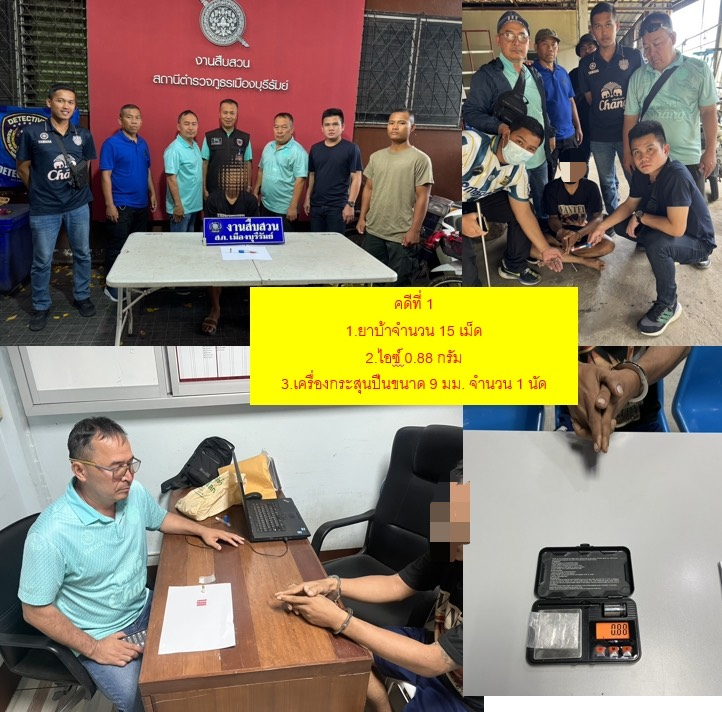 งานสืบสวน
สถานีตำรวจภูธรเมืองบุรีรัมย์
DETECTIVE
YAMAHA
Chang
งานสืบสวน
สภ.เมืองบุรีรัมย์
YAMAHA
Chang
คดีที่ 1
1.ยาบ้าจำนวน 15 เม็ด
2.ไอซ์ 0.88 กรัม
3.เครื่องกระสุนปืนขนาด 9 มม. จำนวน 1 นัด
0.88